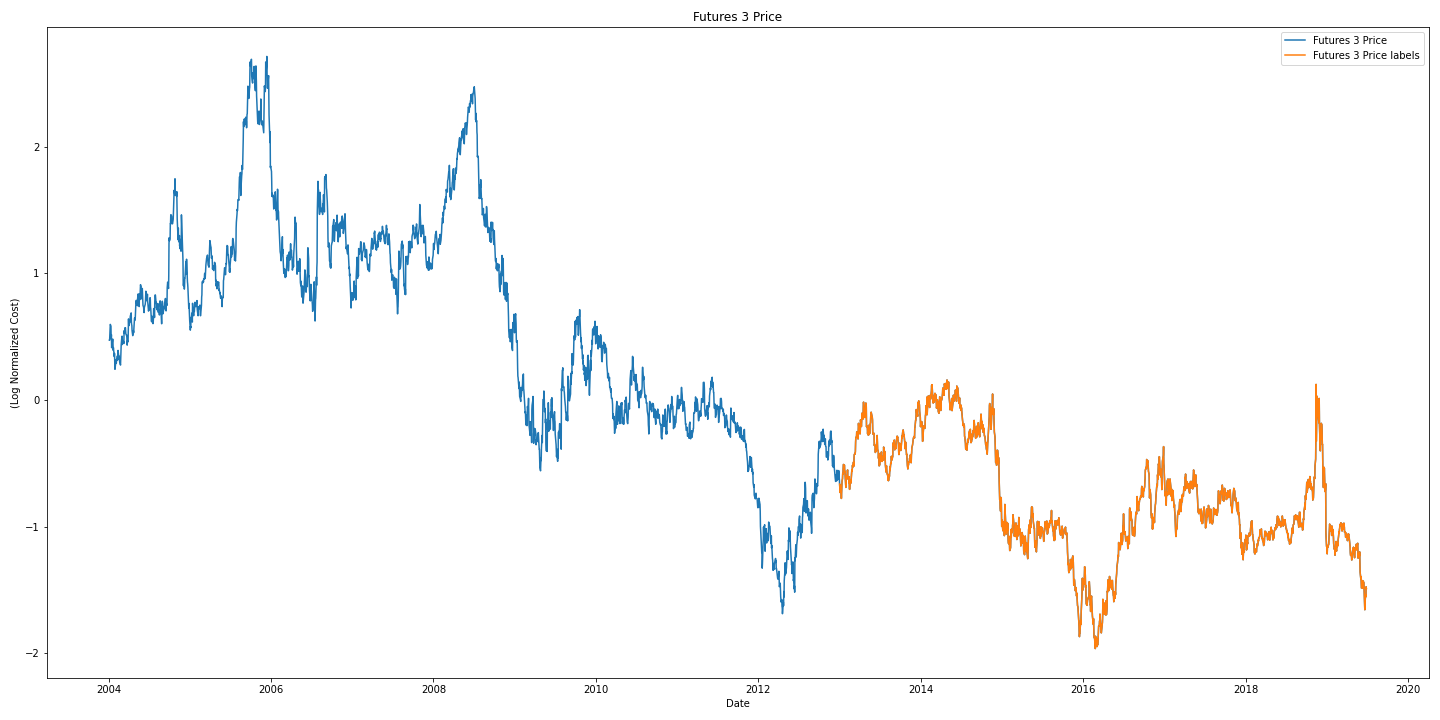 Futures 3 Price
Futures 3 Price
Futures 3 Price labels
(Log Normalized Cost)
2
1
0
−1
−2
2004 2006 2008 2010 2012 2014 2016 2018 2020
Date